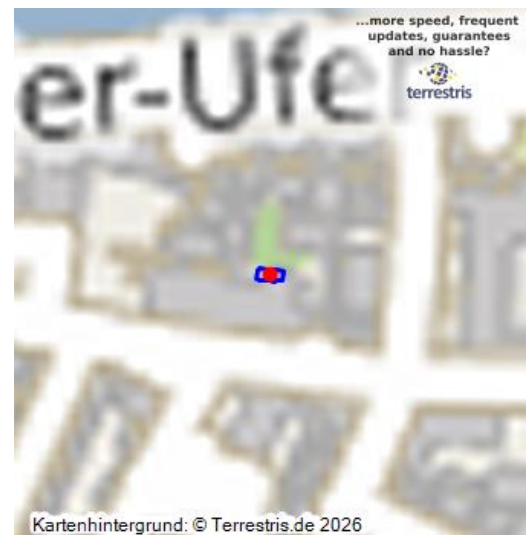 ...more speed, frequent
updates, guarantees
and no hassle?
terrestris
er-Ufer
Kartenhintergrund: © Terrestris.de 2026